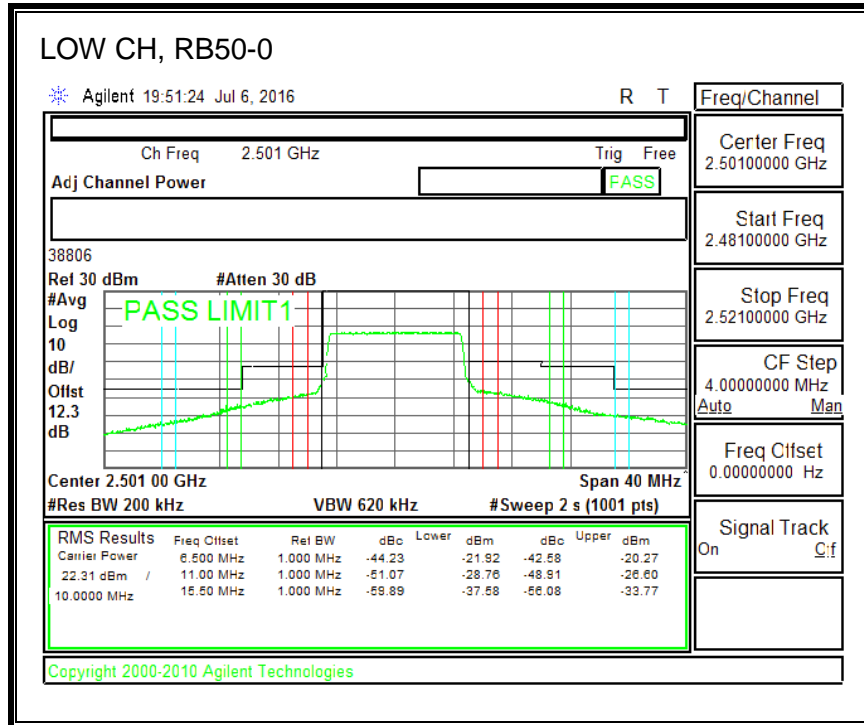 LOW CH, RB50-0
Agilent 19:51:24 Jul 6, 2016 R T
Freq/Channel
Ch Freq 2.501 GHz Trig Free
Adj Channel Power PASS
Center Freq
2.50100000 GHz
Start Freq
2.48100000 GHz
Stop Freq
2.52100000 GHz
CF Step
4.00000000 MHz
Auto Man
Freq Offset
0.00000000 Hz
Signal Track
On Off
38806
Ref 30 dBm #Atten 30 dB
#Avg
Log
10
dB/
Offst
12.3
dB
PASS LIMIT1
Center 2.501 00 GHz Span 40 MHz
#Res BW 200 kHz VBW 620 kHz #Sweep 2 s (1001 pts)
RMS Results Freq Offset Ref BW dBc Lower dBm dBc Upper dBm
Carrier Power 6.500 MHz 1.000 MHz -44.23 -21.92 -42.58 -20.27
22.31 dBm / 11.00 MHz 1.000 MHz -51.07 -28.76 -48.91 -26.60
10.0000 MHz 15.50 MHz 1.000 MHz -59.89 -37.58 -56.08 -33.77
Copyright 2000-2010 Agilent Technologies